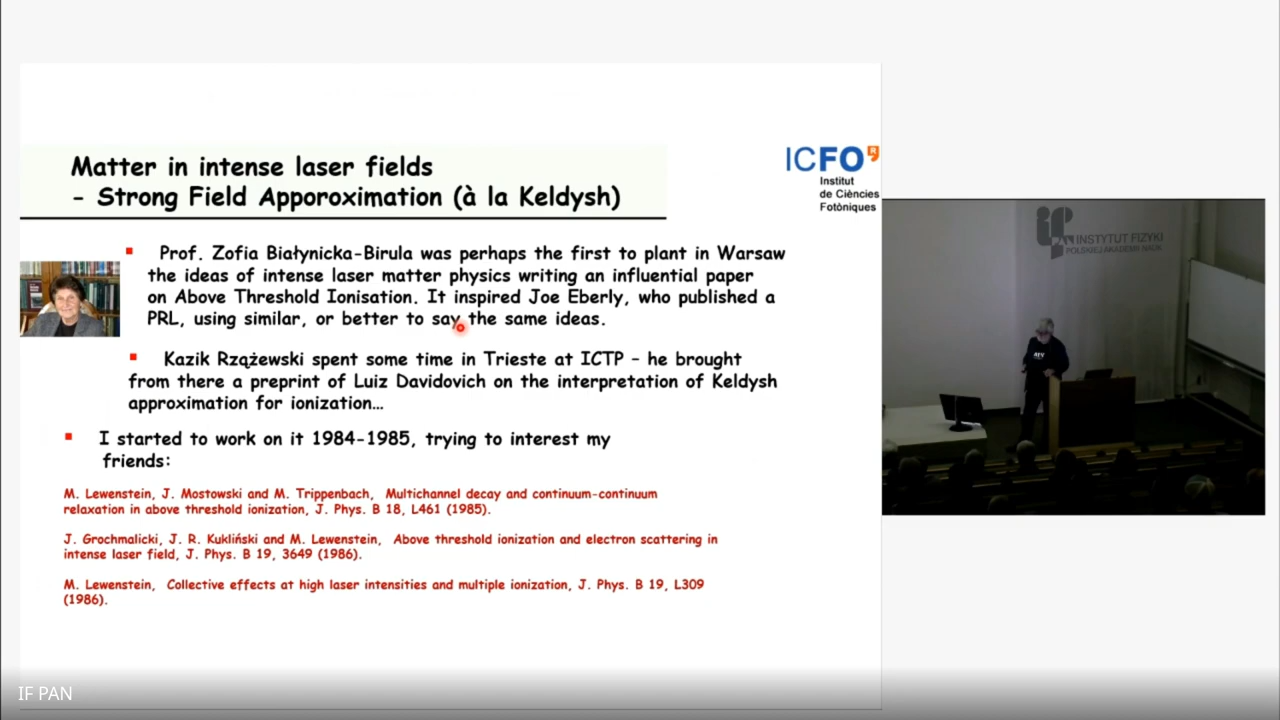 Matter in intense laser fields
- Strong Field Apporoximation (à la Keldysh)
ICFO R
Institut
de Ciències
Fotòniques
Prof. Zofia Białynicka-Birula was perhaps the first to plant in Warsaw
the ideas of intense laser matter physics writing an influential paper
on Above Threshold Ionisation. It inspired Joe Eberly, who published a
PRL, using similar, or better to say the same ideas.
Kazik Rzążewski spent some time in Trieste at ICTP - he brought
from there a preprint of Luiz Davidovich on the interpretation of Keldysh
approximation for ionization...
I started to work on it 1984-1985, trying to interest my
friends:
M. Lewenstein, J. Mostowski and M. Trippenbach, Multichannel decay and continuum-continuum
relaxation in above threshold ionization, J. Phys. B 18, L461 (1985).
J. Grochmalicki, J. R. Kukliński and M. Lewenstein, Above threshold ionization and electron scattering in
intense laser field, J. Phys. B 19, 3649 (1986).
M. Lewenstein, Collective effects at high laser intensities and multiple ionization, J. Phys. B 19, L309
(1986).
INSTYTUT FIZYKI
POLSKIEJ AKADEMII NAUK
IF PAN